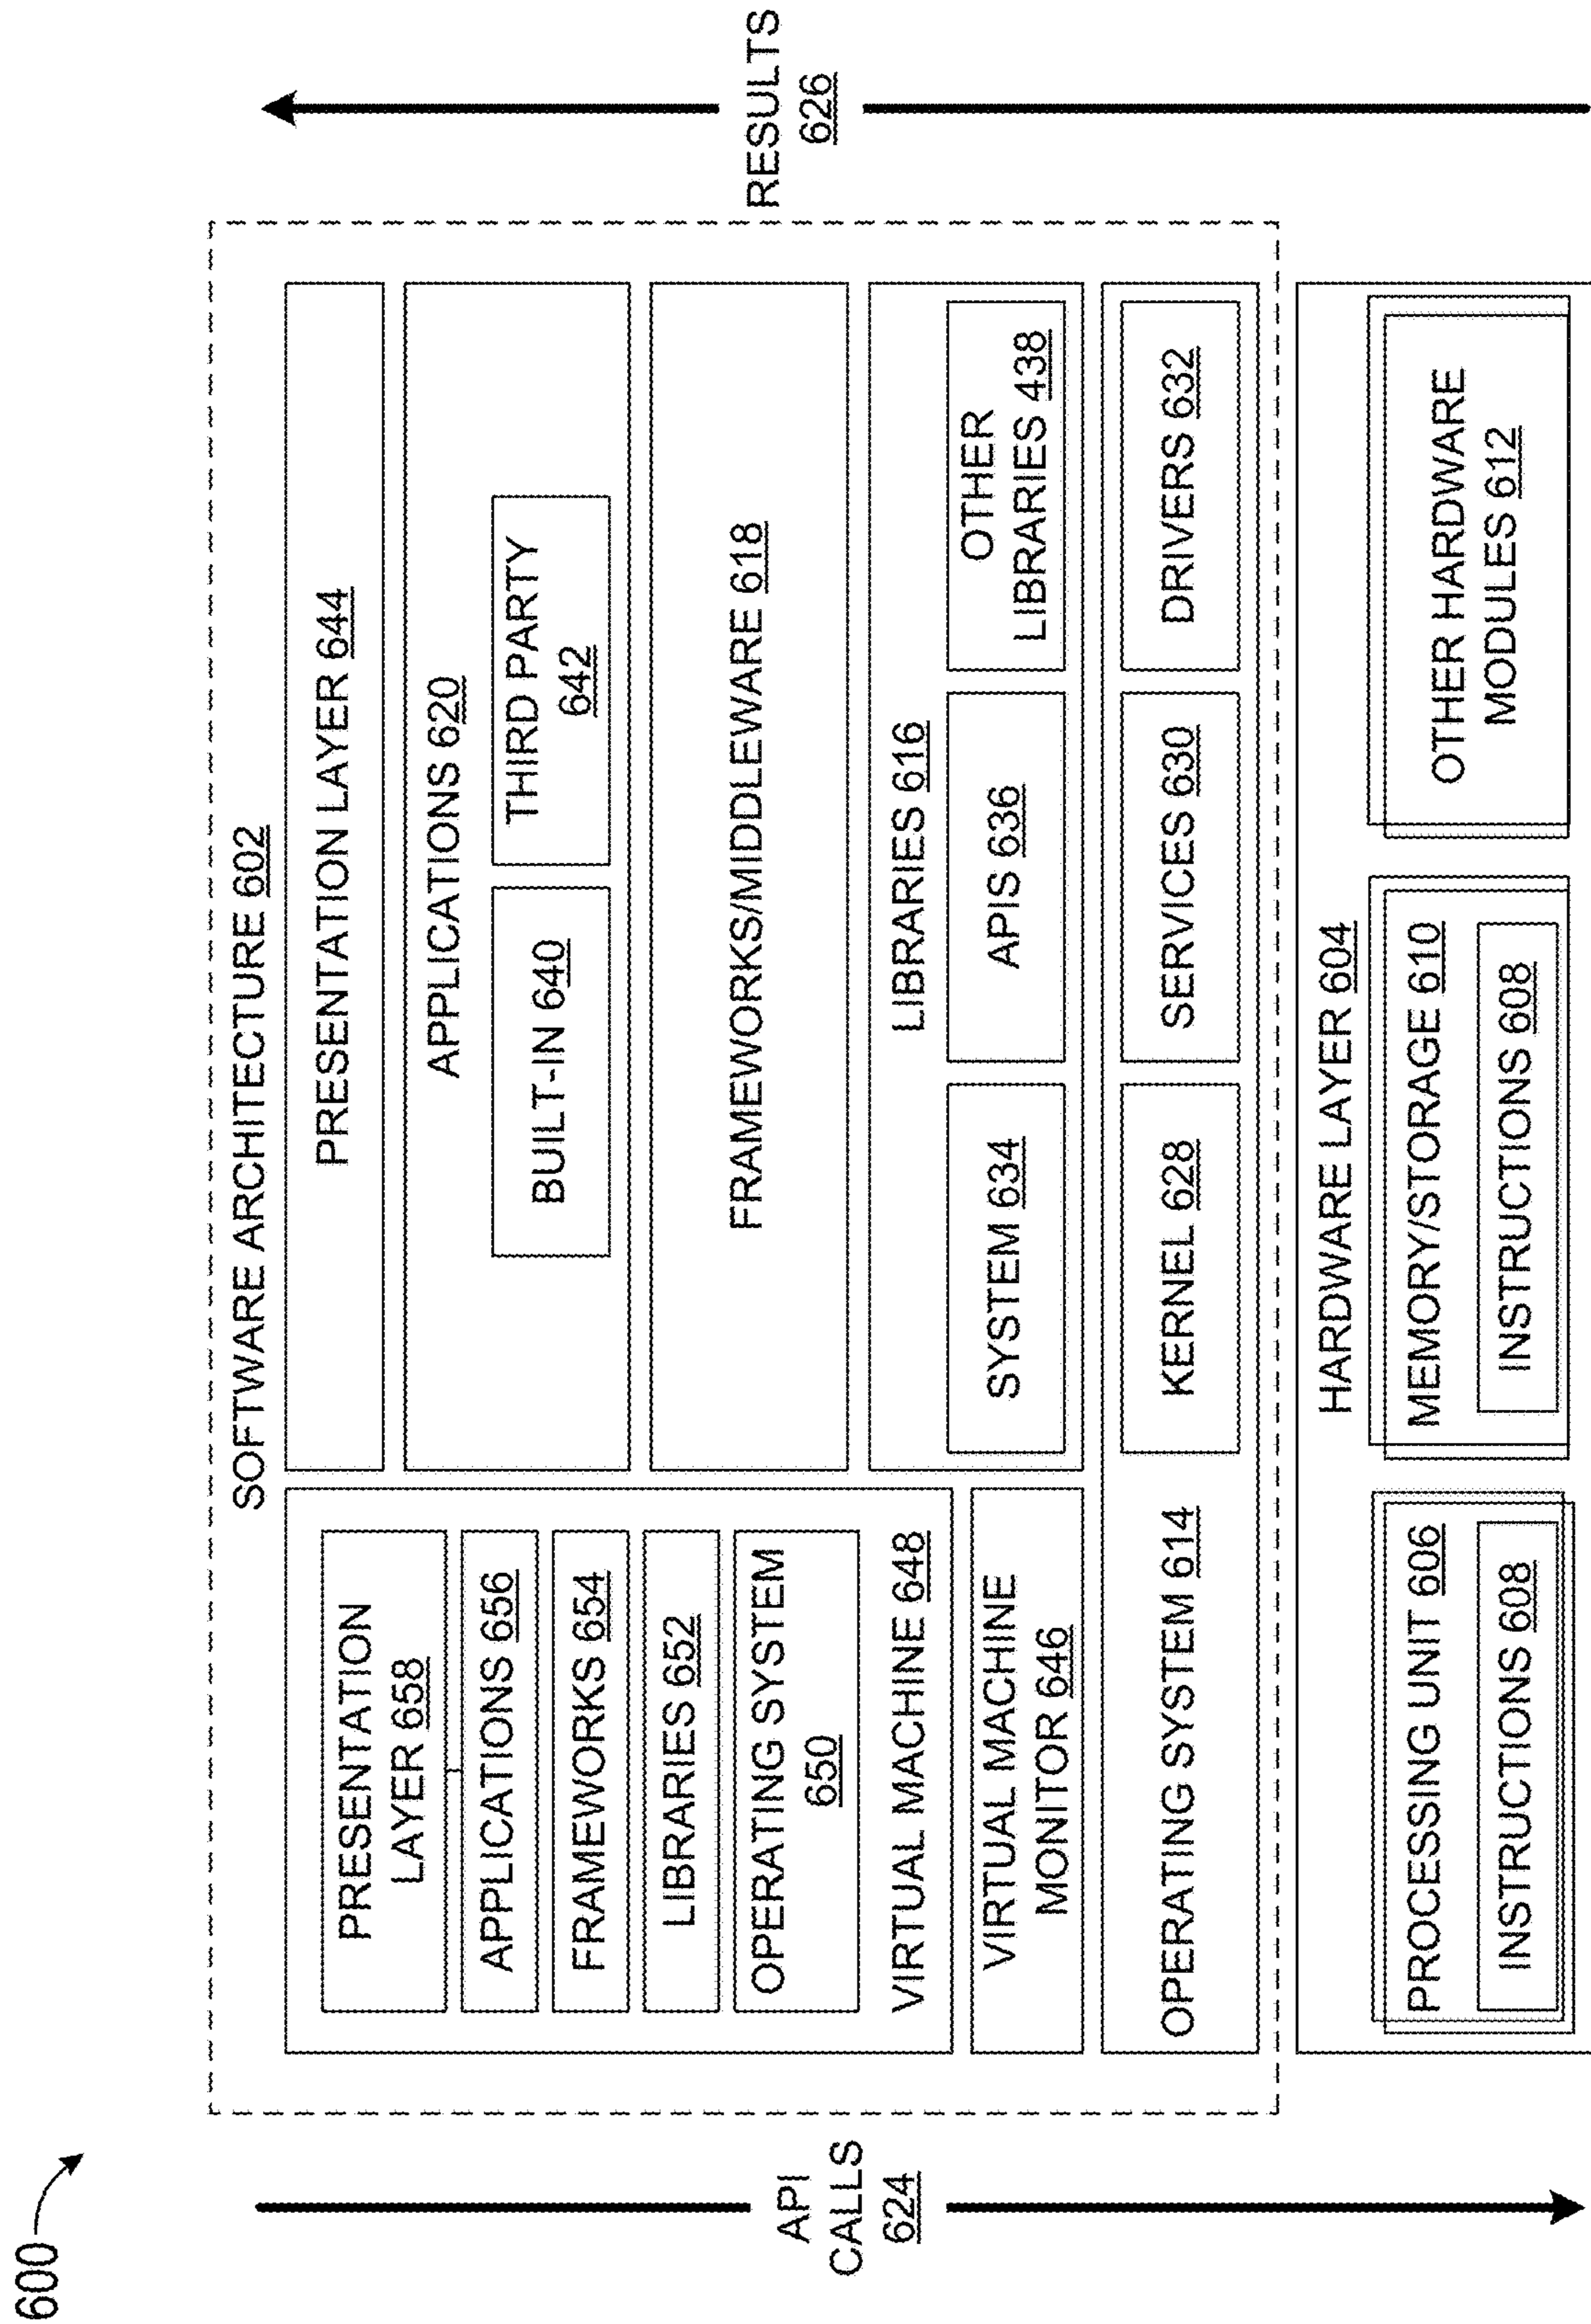 600
SOFTWARE ARCHITECTURE 602
PRESENTATION
LAYER 658
APPLICATIONS 656
FRAMEWORKS 654
LIBRARIES 652
OPERATING SYSTEM
650
VIRTUAL MACHINE 648
VIRTUAL MACHINE
MONITOR 646
PRESENTATION LAYER 644
APPLICATIONS 620
BUILT-IN 640
THIRD PARTY
642
FRAMEWORKS/MIDDLEWARE 618
LIBRARIES 616
SYSTEM 634
APIS 636
OTHER
LIBRARIES 438
OPERATING SYSTEM 614
KERNEL 628
SERVICES 630
DRIVERS 632
API
CALLS
624
RESULTS
626
HARDWARE LAYER 604
PROCESSING UNIT 606
INSTRUCTIONS 608
MEMORY/STORAGE 610
INSTRUCTIONS 608
OTHER HARDWARE
MODULES 612